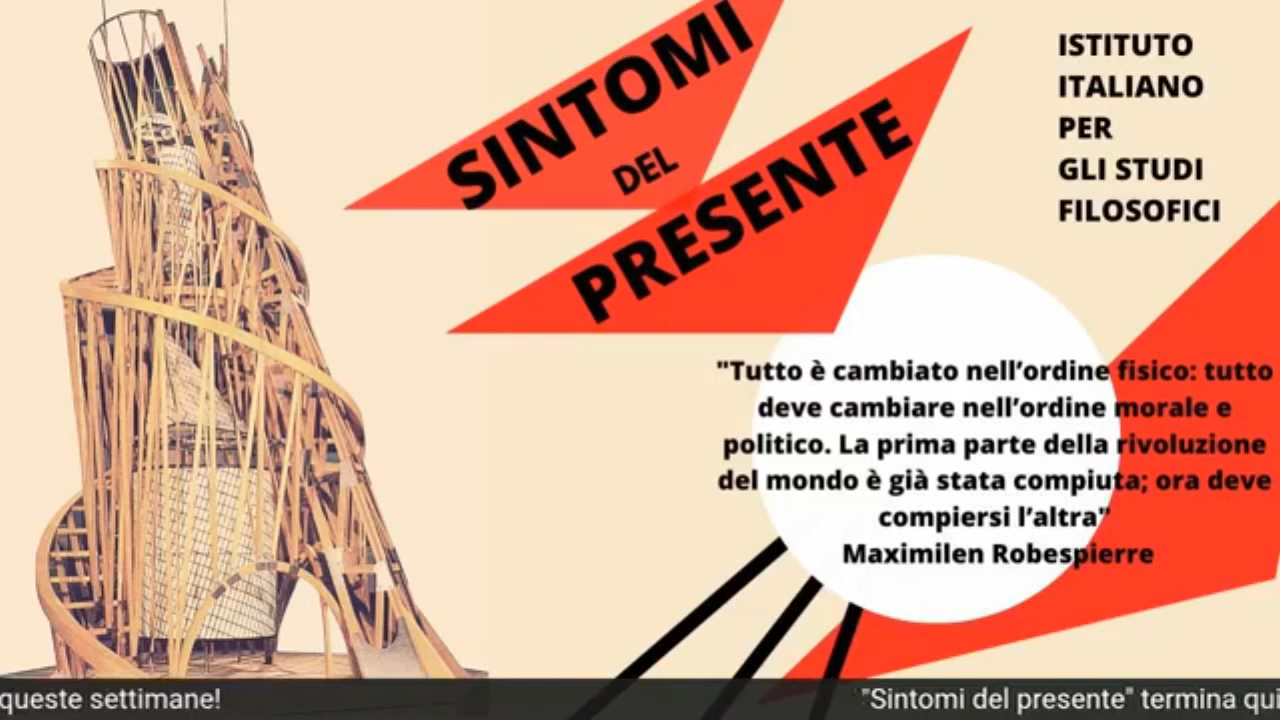 SINTOMI
DEL
PRESENTE
ISTITUTO
ITALIANO
PER
GLI STUDI
FILOSOFICI
"Tutto è cambiato nell’ordine fisico: tutto
deve cambiare nell’ordine morale e
politico. La prima parte della rivoluzione
del mondo è già stata compiuta; ora deve
compiersi l’altra"
Maximilen Robespierre
queste settimane!
"Sintomi del presente" termina qui